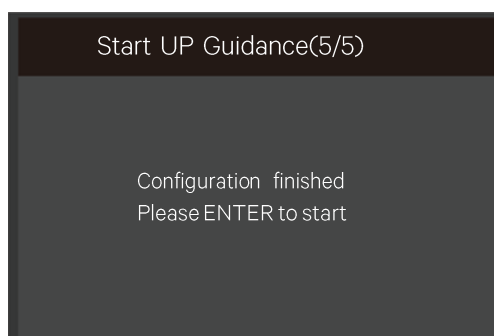 Start UP Guidance(5/5)
Configuration finished
Please ENTER to start